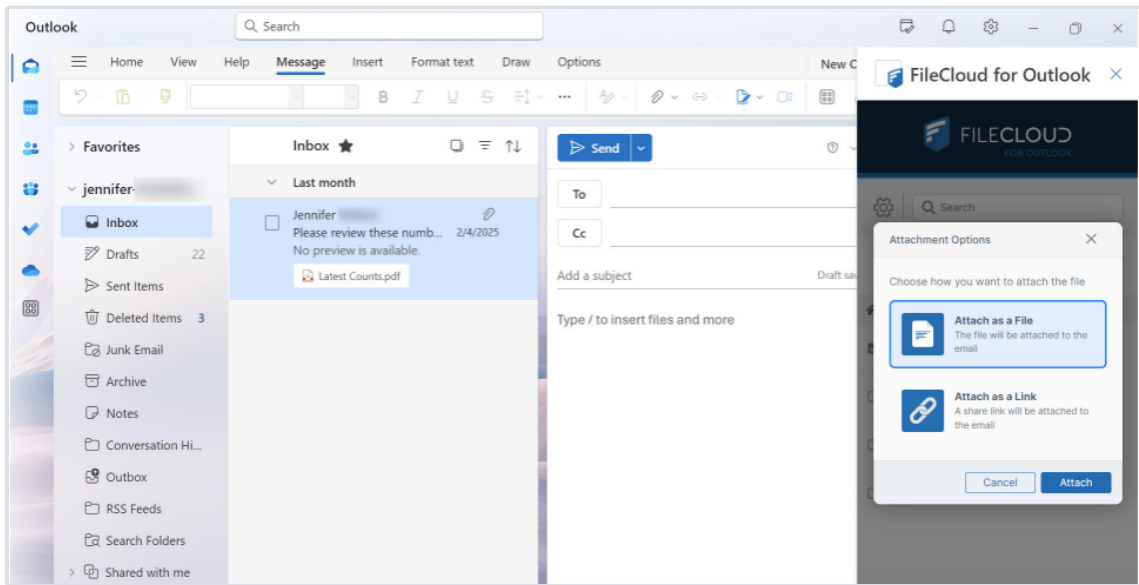 Outlook
Search
Home View Help Message Insert Format text Draw Options
New C
FileCloud for Outlook
B I U S
Favorites
jennifer-
Inbox
Drafts 22
Sent Items
Deleted Items 3
Junk Email
Archive
Notes
Conversation Hi...
Outbox
RSS Feeds
Search Folders
Shared with me
Inbox
Last month
Jennifer
Please review these numb... 2/4/2025
No preview is available.
Latest Counts.pdf
Send
To
Cc
Add a subject Draft sav
Type / to insert files and more
FILECLOUD
FOR OUTLOOK
Search
Attachment Options
Choose how you want to attach the file
Attach as a File
The file will be attached to the
email
Attach as a Link
A share link will be attached to
the email
Cancel Attach